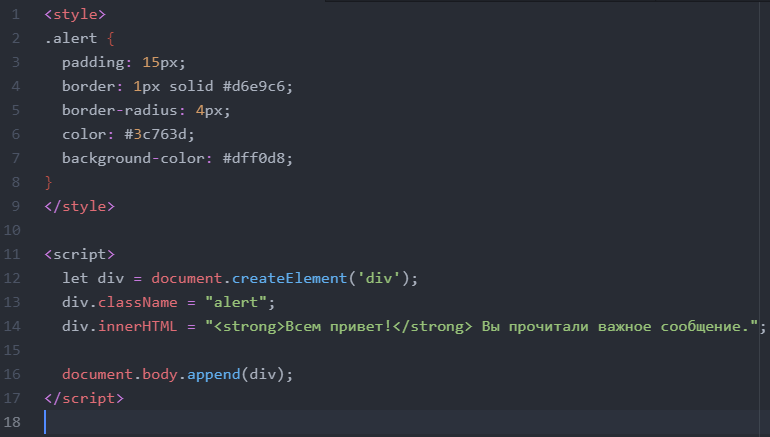 1 <style>
2 .alert {
3   padding: 15px;
4   border: 1px solid #d6e9c6;
5   border-radius: 4px;
6   color: #3c763d;
7   background-color: #dff0d8;
8 }
9 </style>
10
11 <script>
12   let div = document.createElement('div');
13   div.className = "alert";
14   div.innerHTML = "<strong>Всем привет!</strong> Вы прочитали важное сообщение.";
15
16   document.body.append(div);
17 </script>
18